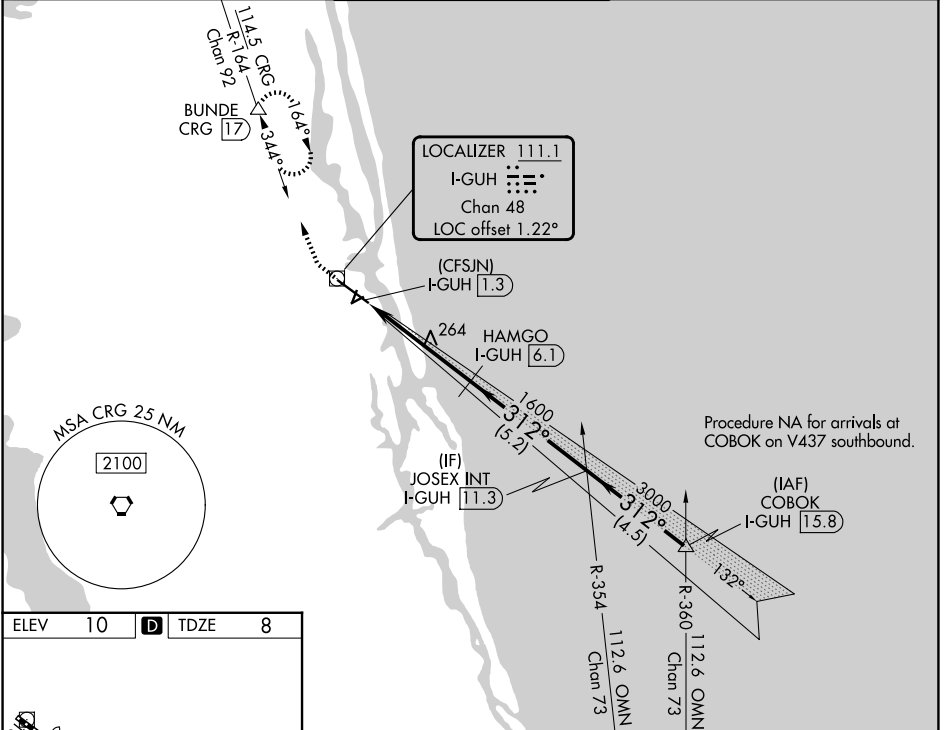 114.5 CRG
R-164
Chan 92
BUNDE
CRG 17
164°
344°
LOCALIZER 111.1
I-GUH
Chan 48
LOC offset 1.22°
(CFSJN)
I-GUH 1.3
264
HAMGO
I-GUH 6.1
1600
312°
(5.2)
Procedure NA for arrivals at
COBOK on V437 southbound.
MSA CRG 25 NM
2100
(IF)
JOSEX INT
I-GUH 11.3
3000
312°
(4.5)
(IAF)
COBOK
I-GUH 15.8
132°
R-354 112.6 OMN
Chan 73
R-360 112.6 OMN
Chan 73
ELEV 10 D TDZE 8